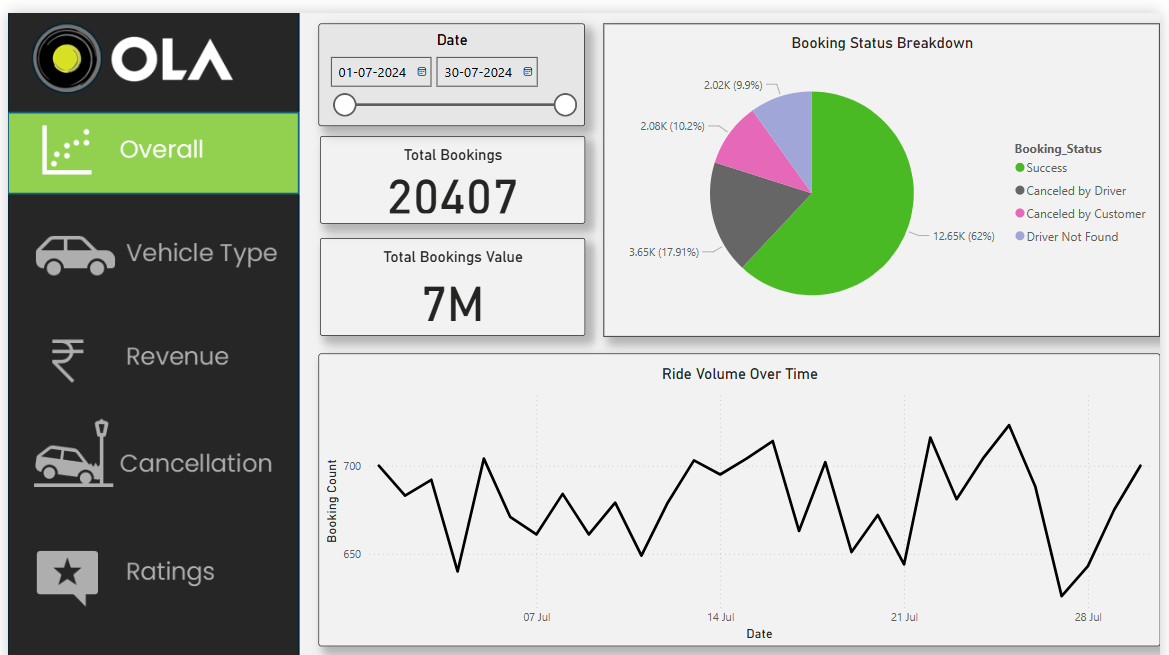 OLA
Overall
Vehicle Type
Revenue
Cancellation
Ratings
Date
01-07-2024
30-07-2024
Total Bookings
20407
Total Bookings Value
7M
Booking Status Breakdown
2.02K (9.9%)
2.08K (10.2%)
3.65K (17.91%)
12.65K (62%)
Booking_Status
Success
Canceled by Driver
Canceled by Customer
Driver Not Found
Ride Volume Over Time
Booking Count
700
650
07 Jul
14 Jul
21 Jul
28 Jul
Date